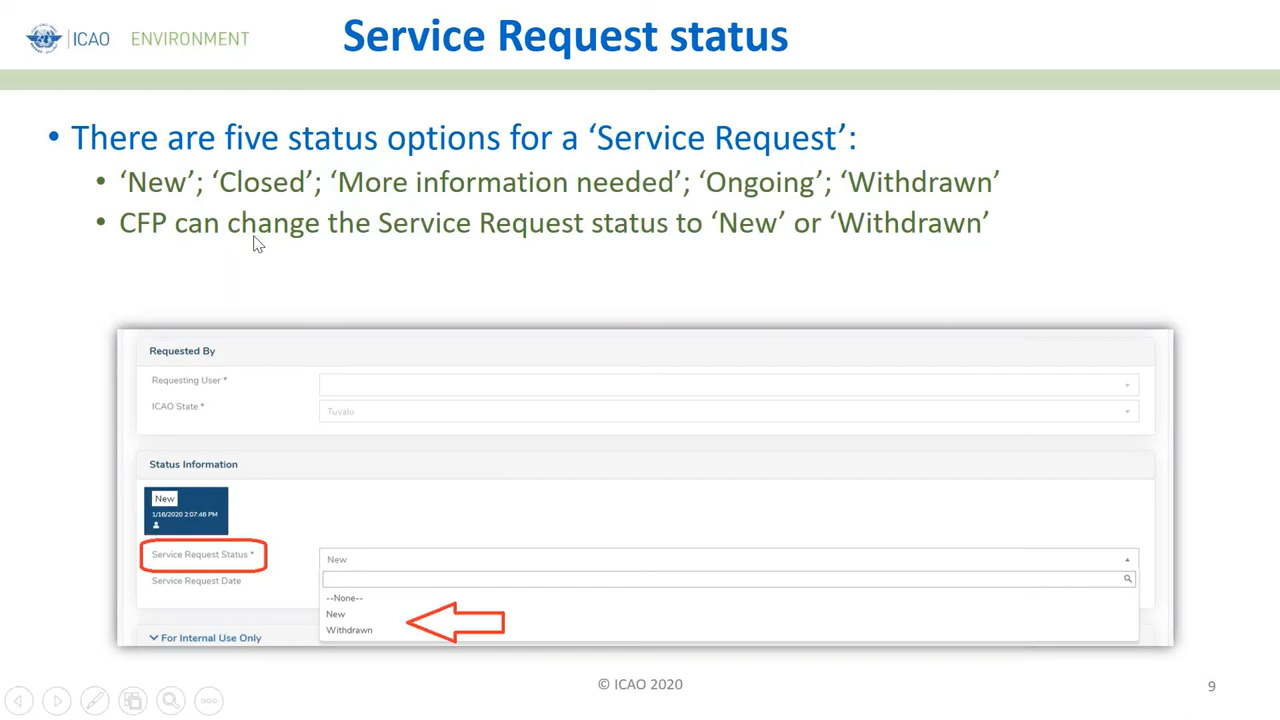 ICAO ENVIRONMENT
Service Request status
• There are five status options for a ‘Service Request’:
• ‘New’; ‘Closed’; ‘More information needed’; ‘Ongoing’; ‘Withdrawn’
• CFP can change the Service Request status to ‘New’ or ‘Withdrawn’
Requested By
Requesting User *
ICAO State *
Tuvalu
Status Information
New
1/16/2020 2:07:46 PM
Service Request Status *
New
Service Request Date
--None--
New
Withdrawn
For Internal Use Only
© ICAO 2020
9